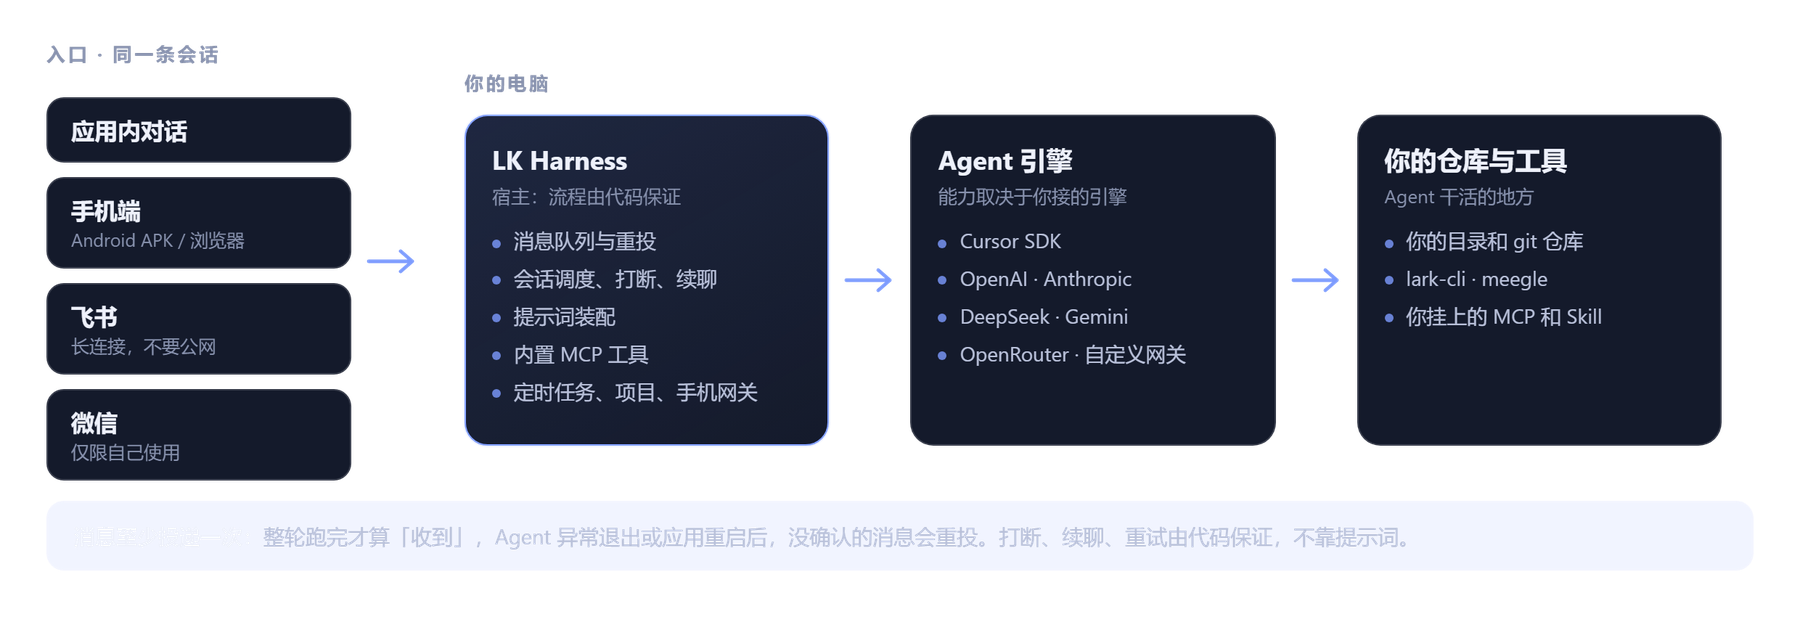 入口 · 同一条会话
应用内对话
手机端
Android APK / 浏览器
飞书
长连接，不要公网
微信
仅限自己使用
你的电脑
LK Harness
宿主：流程由代码保证
消息队列与重投
会话调度、打断、续聊
提示词装配
内置 MCP 工具
定时任务、项目、手机网关
Agent 引擎
能力取决于你接的引擎
Cursor SDK
OpenAI · Anthropic
DeepSeek · Gemini
OpenRouter · 自定义网关
你的仓库与工具
Agent 干活的地方
你的目录和 git 仓库
lark-cli · meegle
你挂上的 MCP 和 Skill
整轮跑完才算「收到」，Agent 异常退出或应用重启后，没确认的消息会重投。打断、续聊、重试由代码保证，不靠提示词。